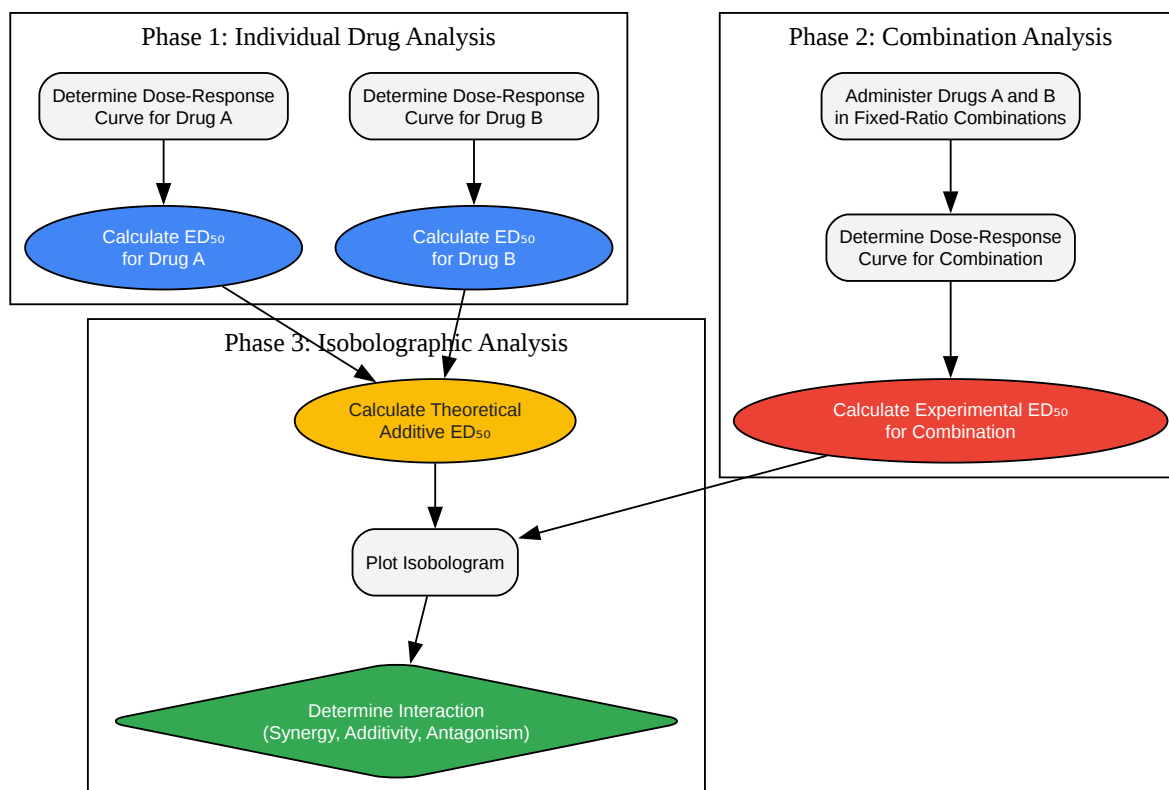 Phase 1: Individual Drug Analysis
Determine Dose-Response
Curve for Drug A
Determine Dose-Response
Curve for Drug B
Calculate ED₅₀
for Drug A
Calculate ED₅₀
for Drug B
Phase 2: Combination Analysis
Administer Drugs A and B
in Fixed-Ratio Combinations
Determine Dose-Response
Curve for Combination
Calculate Experimental ED₅₀
for Combination
Phase 3: Isobolographic Analysis
Calculate Theoretical
Additive ED₅₀
Plot Isobologram
Determine Interaction
(Synergy, Additivity, Antagonism)